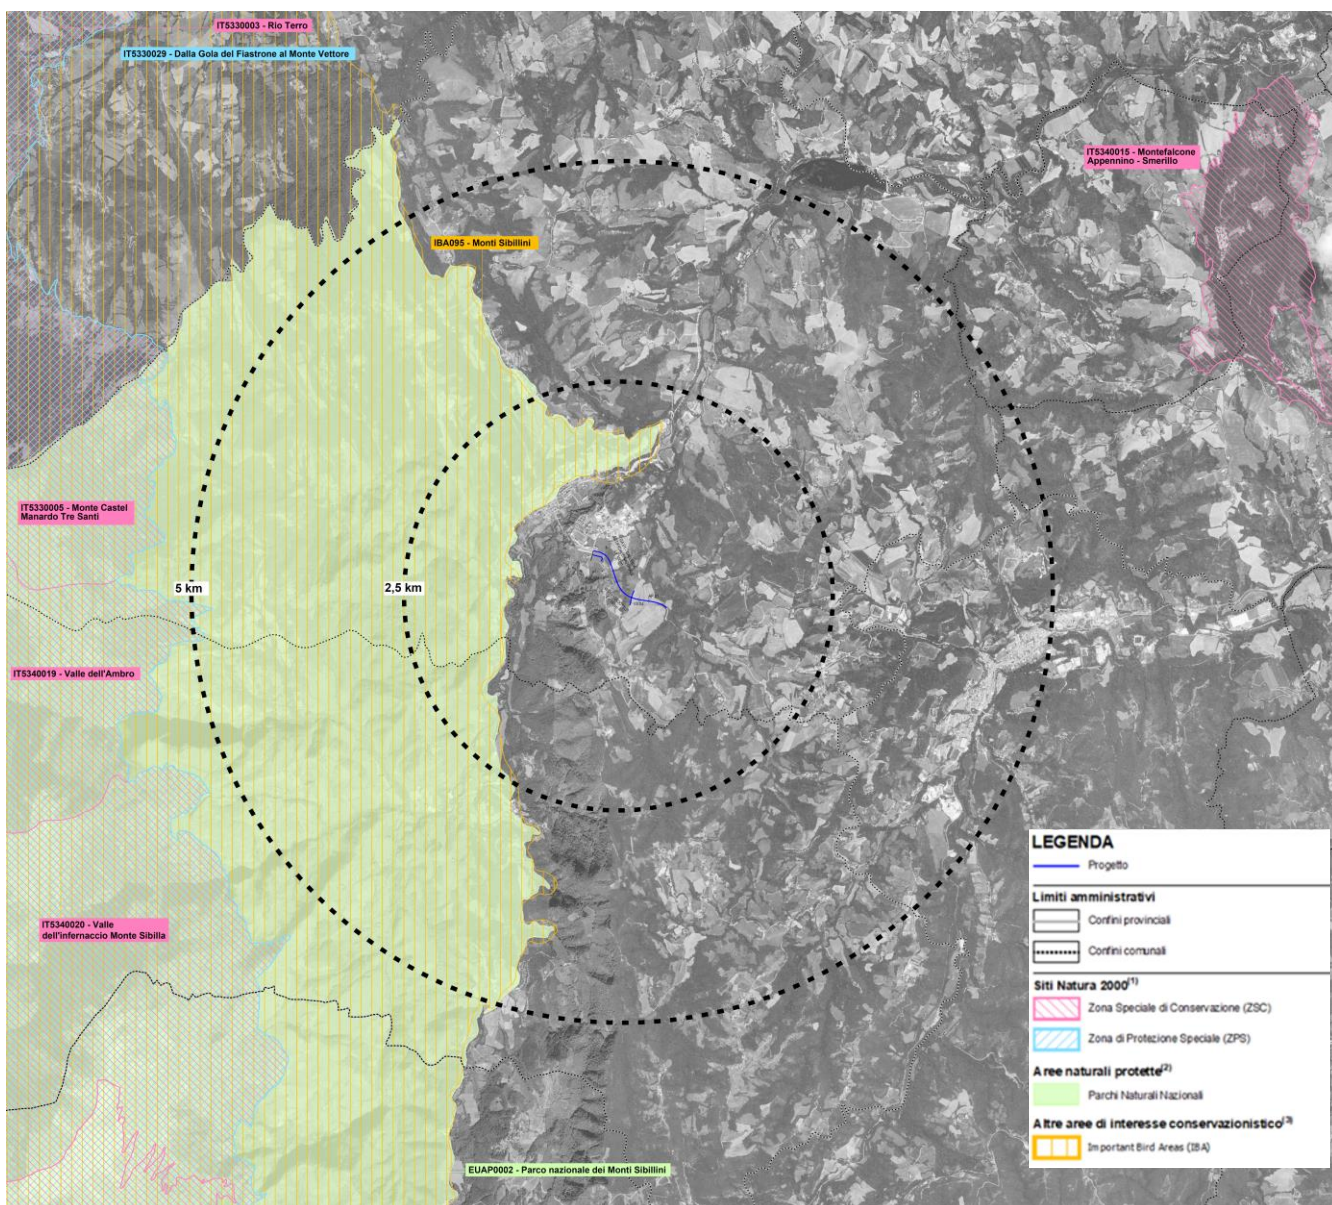 IT5330003 - Rio Terro
IT5330029 - Dalla Gola del Fiastrone al Monte Vettore
IT5340015 - Montefalcone
Appennino - Smerillo
IBA095 - Monti Sibillini
IT5330005 - Monte Castel
Manardo Tre Santi
5 km
2,5 km
IT5340019 - Valle dell'Ambro
IT5340020 - Valle
dell'infernaccio Monte Sibilla
EUAP0002 - Parco nazionale dei Monti Sibillini
LEGENDA
Progetto
Limiti amministrativi
Confini provinciali
Confini comunali
Siti Natura 2000(1)
Zona Speciale di Conservazione (ZSC)
Zona di Protezione Speciale (ZPS)
Aree naturali protette(2)
Parchi Naturali Nazionali
Altre aree di interesse conservazionistico(3)
Important Bird Areas (IBA)